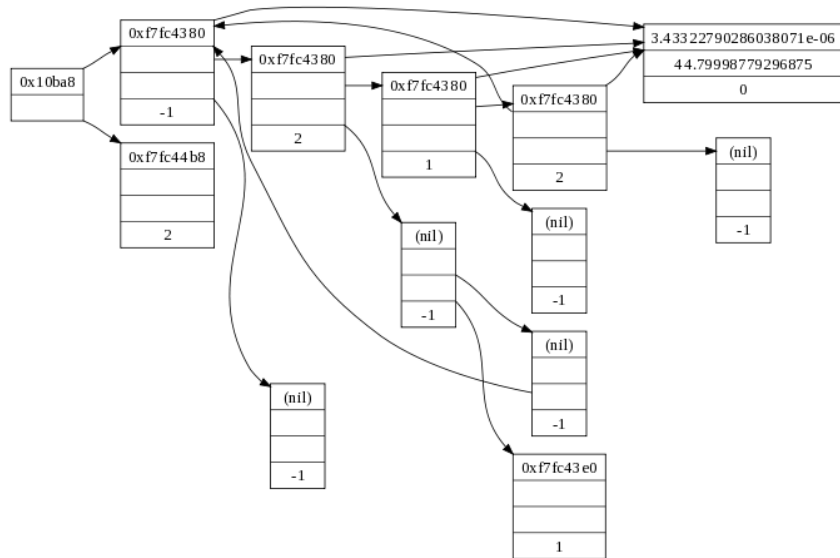 0x10ba8
0xf7fc4380
-1
0xf7fc44b8
2
0xf7fc4380
2
0xf7fc4380
1
0xf7fc4380
2
3.43322790286038071e-06
44.79998779296875
0
(nil)
-1
(nil)
-1
(nil)
-1
(nil)
-1
(nil)
-1
0xf7fc43e0
1